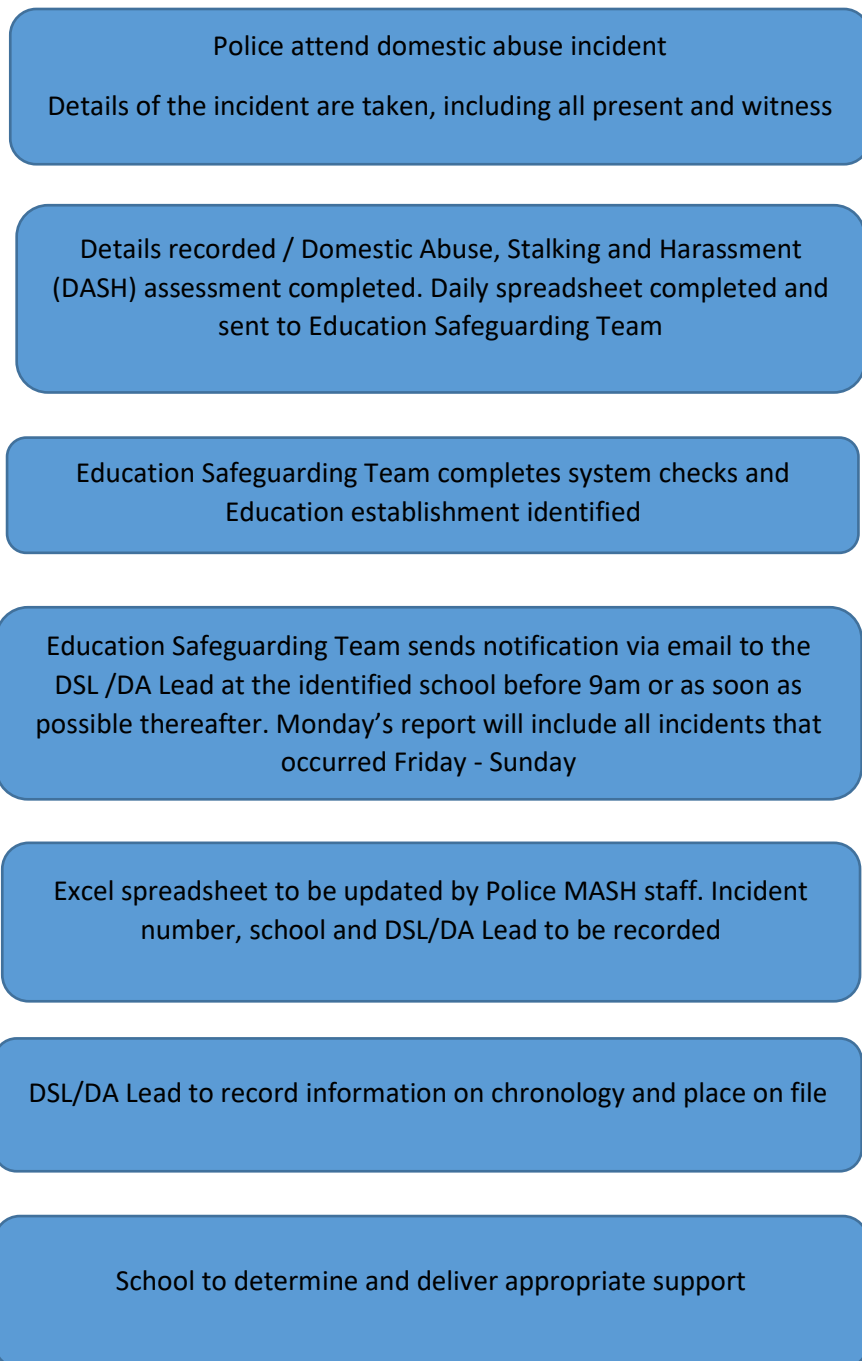 Police attend domestic abuse incident
Details of the incident are taken, including all present and witness
Details recorded / Domestic Abuse, Stalking and Harassment
(DASH) assessment completed. Daily spreadsheet completed and
sent to Education Safeguarding Team
Education Safeguarding Team completes system checks and
Education establishment identified
Education Safeguarding Team sends notification via email to the
DSL /DA Lead at the identified school before 9am or as soon as
possible thereafter. Monday’s report will include all incidents that
occurred Friday - Sunday
Excel spreadsheet to be updated by Police MASH staff. Incident
number, school and DSL/DA Lead to be recorded
DSL/DA Lead to record information on chronology and place on file
School to determine and deliver appropriate support